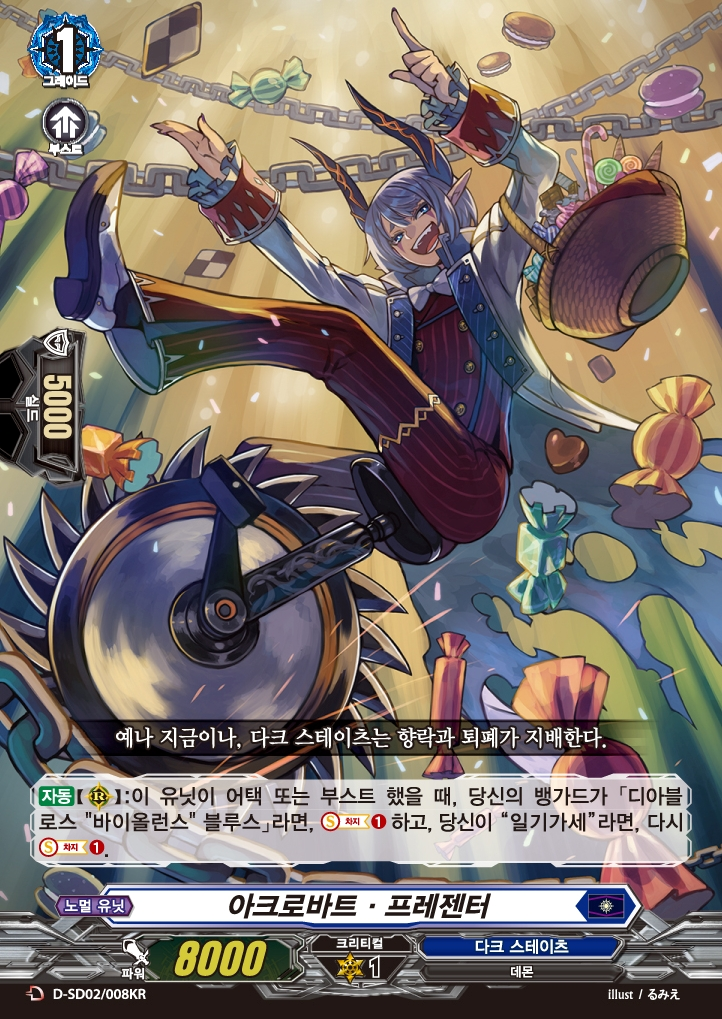 1
그레이드
부스트
5000
실드
예나 지금이나, 다크 스테이츠는 향락과 퇴폐가 지배한다.
자동【 R 】:이 유닛이 어택 또는 부스트 했을 때, 당신의 뱅가드가 「디아블
로스 "바이올런스" 블루스」라면, S 차지 1 하고, 당신이 “일기가세”라면, 다시
S 차지 1 .
노멀 유닛
아크로바트 · 프레젠터
파워
8000
크리티컬
1
다크 스테이츠
데몬
D D-SD02/008KR
illust / るみえ